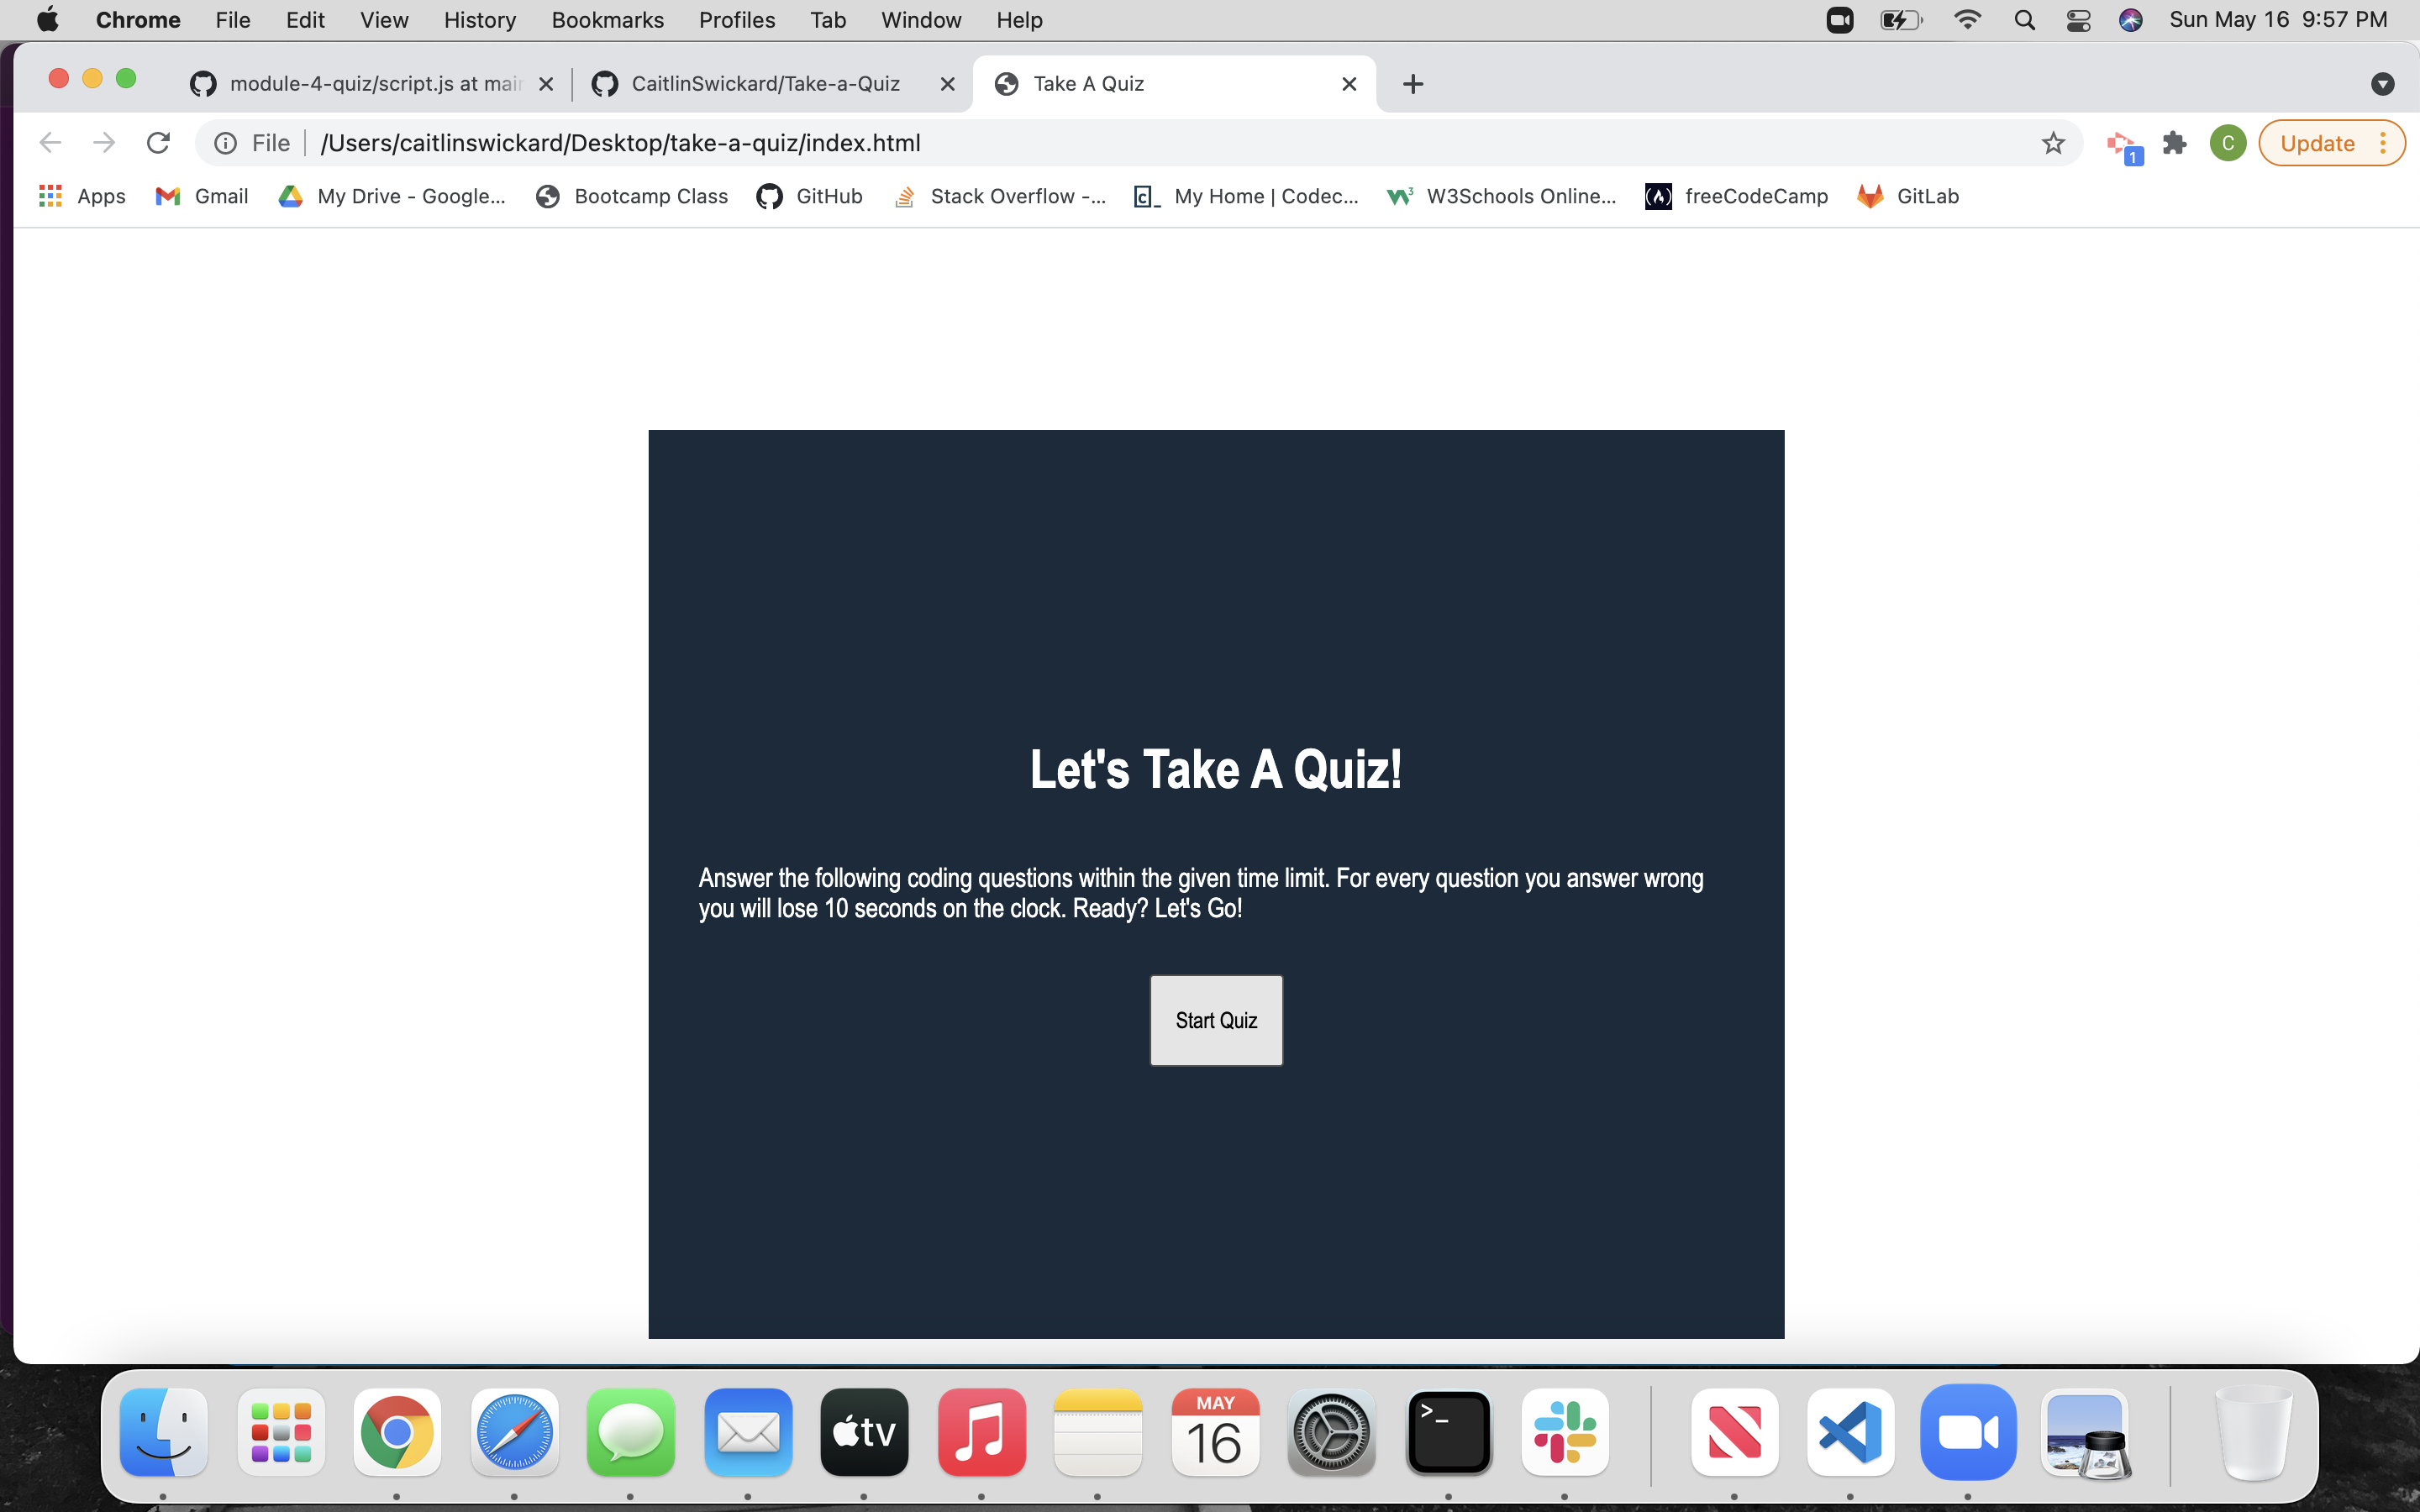 Chrome File Edit View History Bookmarks Profiles Tab Window Help Sun May 16 9:57 PM
module-4-quiz/script.js at main CaitlinSwickard/Take-a-Quiz Take A Quiz
File /Users/caitlinswickard/Desktop/take-a-quiz/index.html 1 C Update
Apps Gmail My Drive - Google... Bootcamp Class GitHub Stack Overflow -... My Home | Codec... W3Schools Online... freeCodeCamp GitLab
Let's Take A Quiz!
Answer the following coding questions within the given time limit. For every question you answer wrong
you will lose 10 seconds on the clock. Ready? Let's Go!
Start Quiz
tv MAY 16 >_